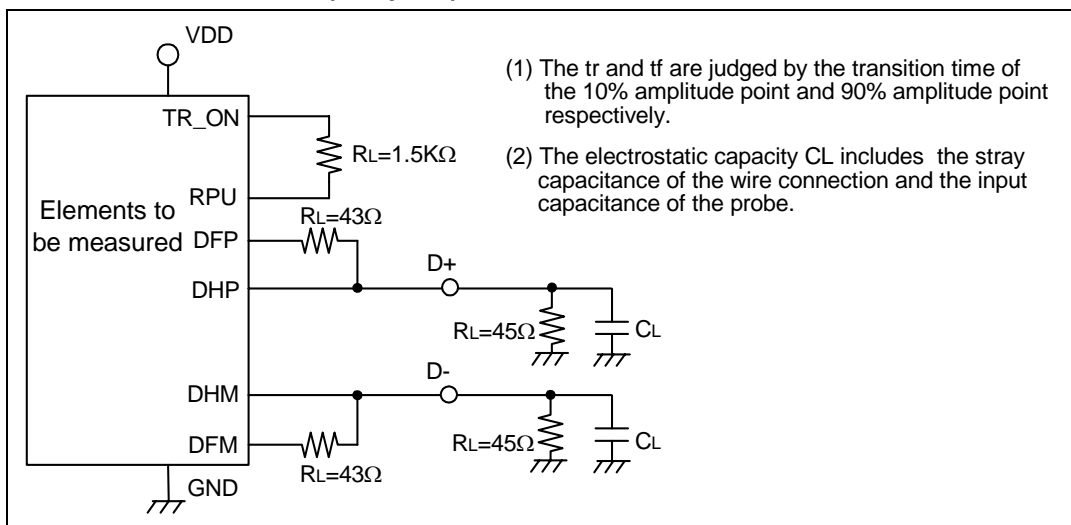 VDD
(1) The tr and tf are judged by the transition time of
the 10% amplitude point and 90% amplitude point
respectively.
TR_ON
RL=1.5KΩ
(2) The electrostatic capacity CL includes the stray
capacitance of the wire connection and the input
capacitance of the probe.
RPU
Elements to
be measured
RL=43Ω
DFP
D+
DHP
RL=45Ω
CL
D-
DHM
RL=45Ω
CL
DFM
RL=43Ω
GND